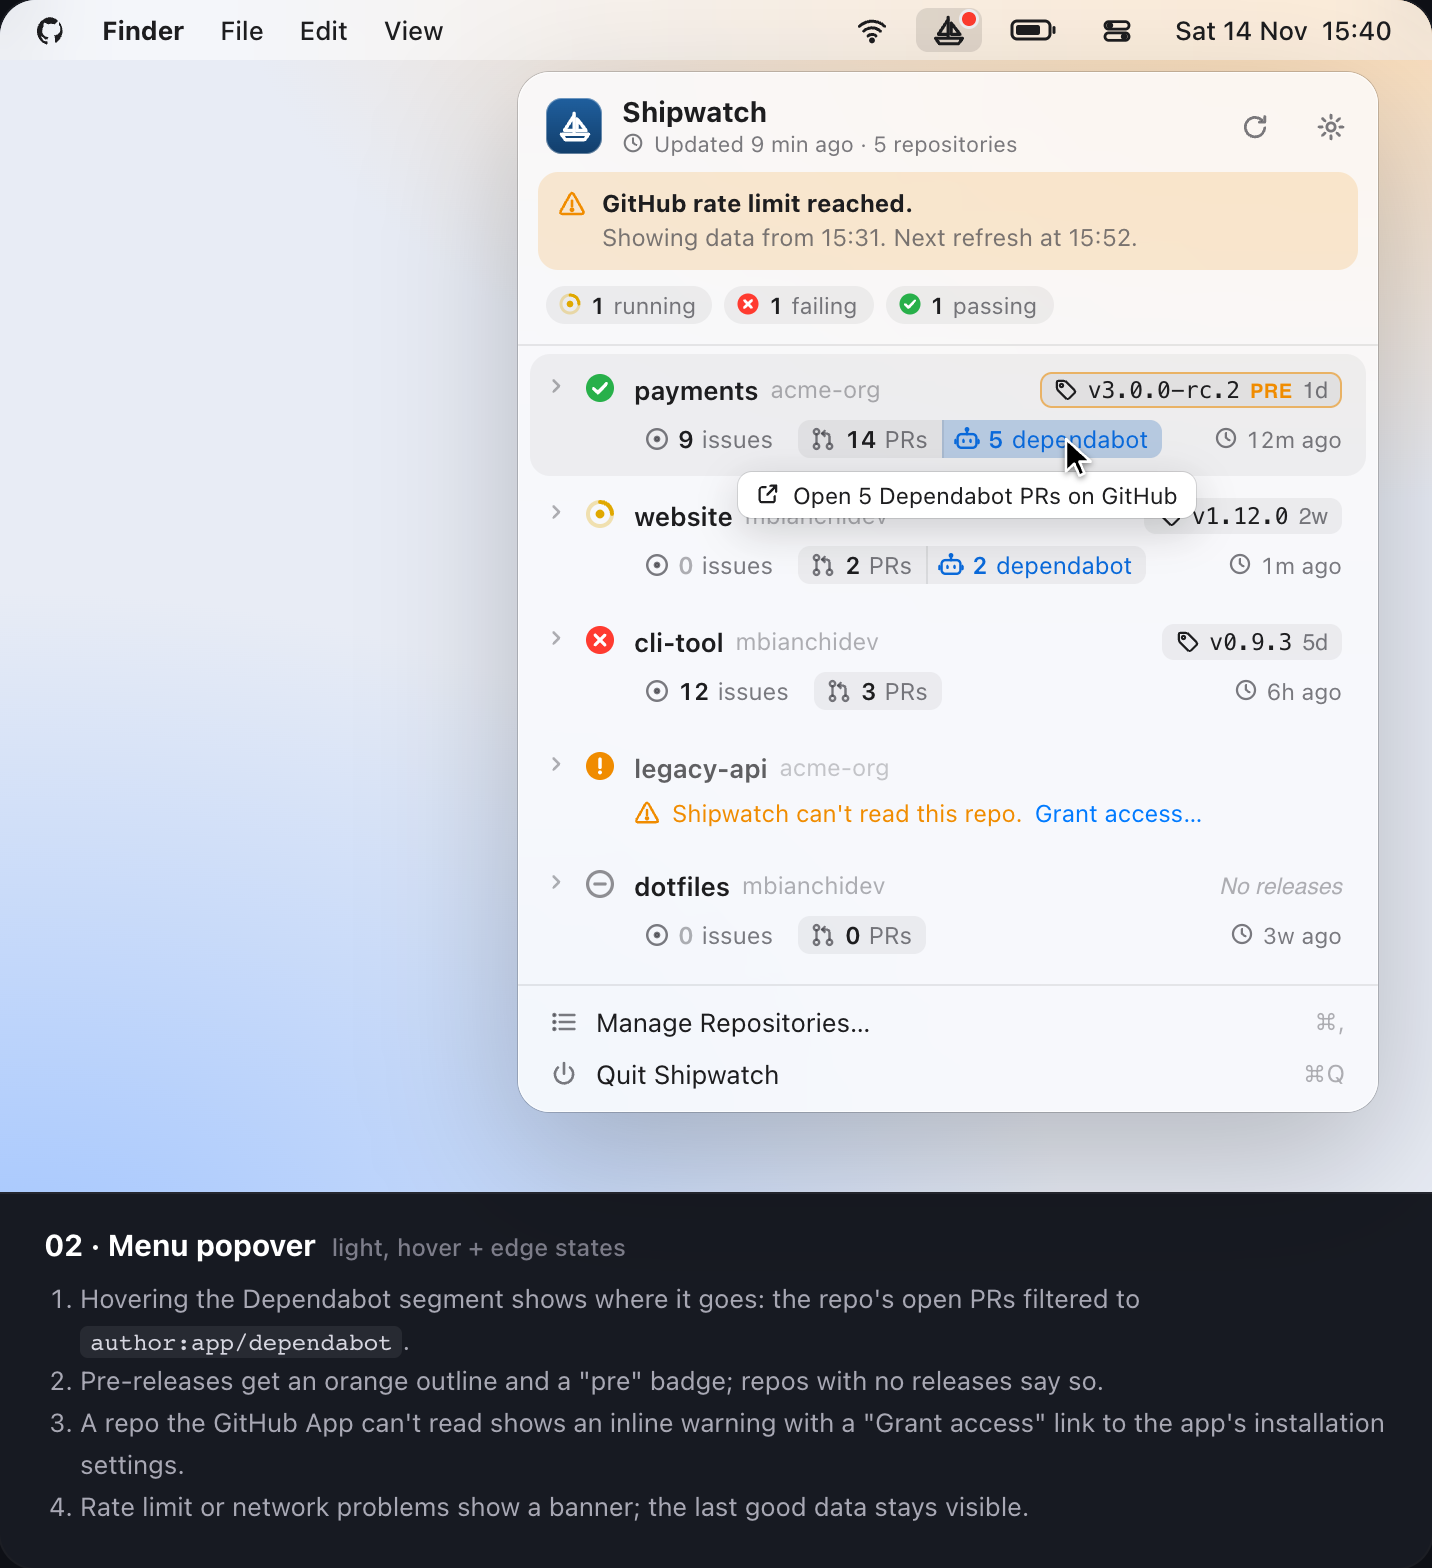 Finder File Edit View Sat 14 Nov 15:40
Shipwatch
Updated 9 min ago · 5 repositories
GitHub rate limit reached.
Showing data from 15:31. Next refresh at 15:52.
1 running 1 failing 1 passing
payments acme-org v3.0.0-rc.2 PRE 1d
9 issues 14 PRs 5 dependabot 12m ago
Open 5 Dependabot PRs on GitHub
website mbianchidev v1.12.0 2w
0 issues 2 PRs 2 dependabot 1m ago
cli-tool mbianchidev v0.9.3 5d
12 issues 3 PRs 6h ago
legacy-api acme-org
Shipwatch can't read this repo. Grant access...
dotfiles mbianchidev No releases
0 issues 0 PRs 3w ago
Manage Repositories... ⌘,
Quit Shipwatch ⌘Q
02 · Menu popover light, hover + edge states
1. Hovering the Dependabot segment shows where it goes: the repo's open PRs filtered to
author:app/dependabot.
2. Pre-releases get an orange outline and a "pre" badge; repos with no releases say so.
3. A repo the GitHub App can't read shows an inline warning with a "Grant access" link to the app's installation
settings.
4. Rate limit or network problems show a banner; the last good data stays visible.